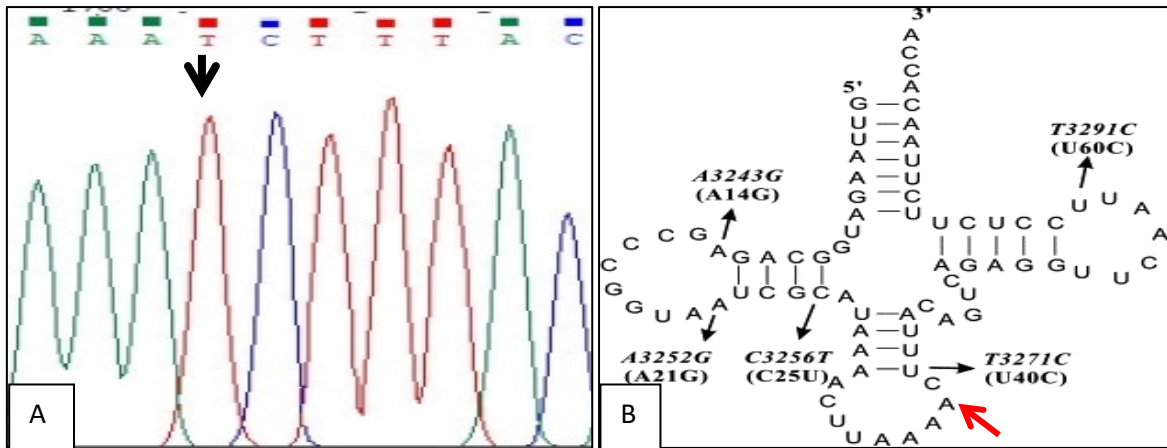 A A A T C T T T A C
A
3'
A
C
C
A
5'
G C
U A
U A
A U
A U
G C
A U
U
G
A3243G
(A14G)
T3291C
(U60C)
G C C C
A G A C G
G G U A A U C G C A
U C U C C U U A A
A G A G G U U C
C U G
A C A
A3252G
(A21G)
C3256T
(C25U)
T3271C
(U40C)
U A
A U
A U
A U
A C U U A A A A A C
B